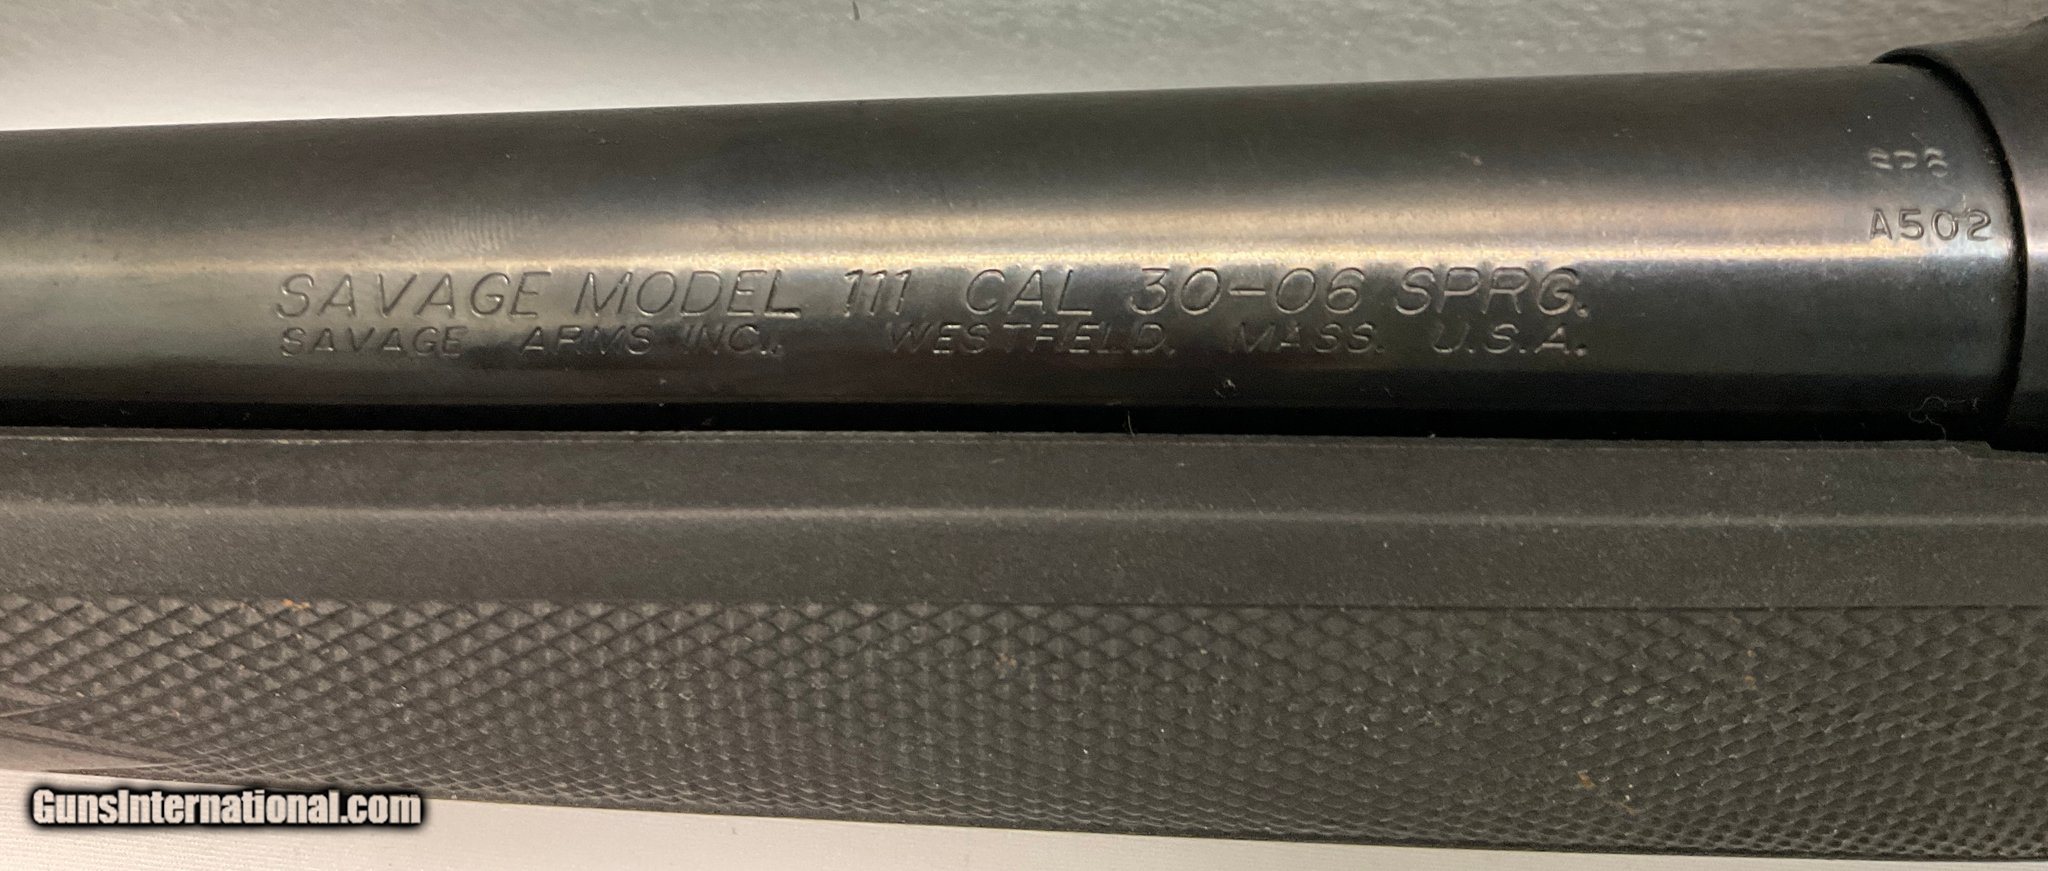 A502
SAVAGE MODEL 111 CAL 30-06 SPRG.
SAVAGE ARMS INC., WESTFIELD, MASS. U.S.A.
GunsInternational.com